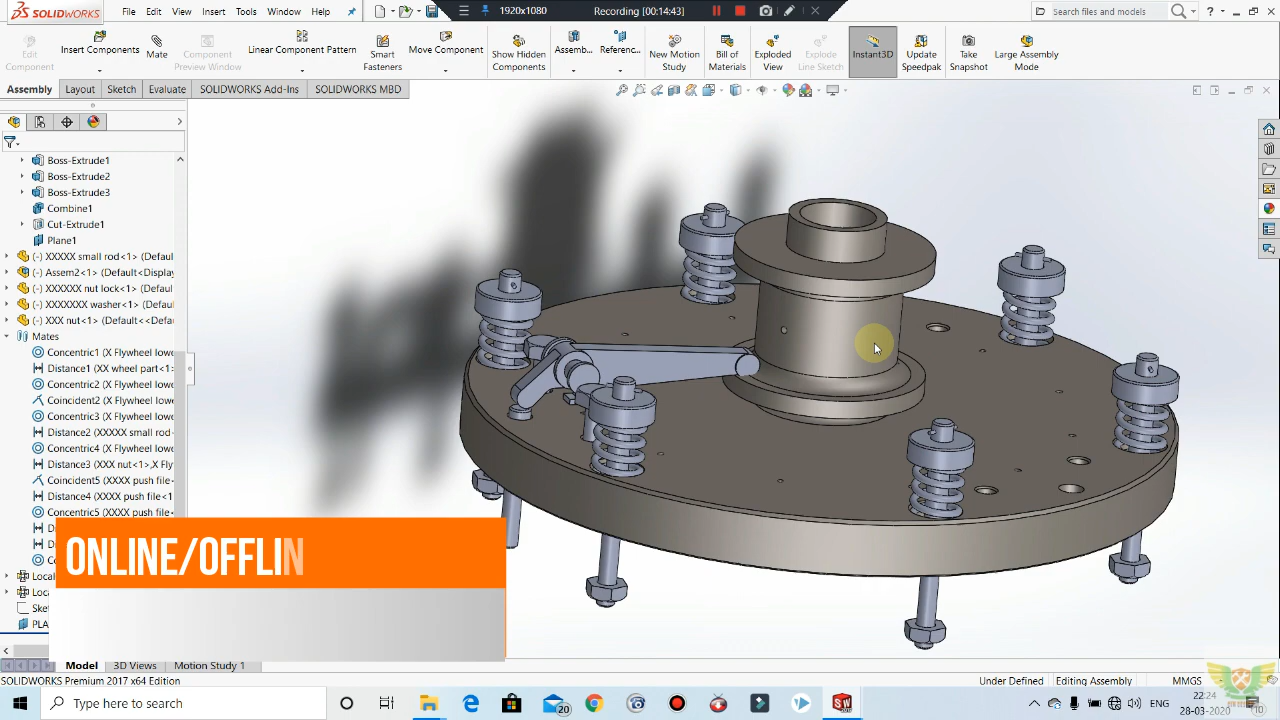 SOLIDWORKS
File
Edit
View
Insert
Tools
Window
Help
1920x1080
Recording [00:14:43]
Search files and models
Edit
Component
Insert Components
Mate
Component
Preview Window
Linear Component Pattern
Smart
Fasteners
Move Component
Show Hidden
Components
Assemb...
Referenc...
New Motion
Study
Bill of
Materials
Exploded
View
Explode
Line Sketch
Instant3D
Update
Speedpak
Take
Snapshot
Large Assembly
Mode
Assembly
Layout
Sketch
Evaluate
SOLIDWORKS Add-Ins
SOLIDWORKS MBD
Boss-Extrude1
Boss-Extrude2
Boss-Extrude3
Combine1
Cut-Extrude1
Plane1
(-) XXXXX small rod<1> (Defau
(-) Assem2<1> (Default<Display
(-) XXXXXX nut lock<1> (Defau
(-) XXXXXXX washer<1> (Defau
(-) XXX nut<1> (Default<<Defau
Mates
Concentric1 (X Flywheel lowe
Distance1 (XX wheel part<1>
Concentric2 (X Flywheel lowe
Coincident2 (X Flywheel lowe
Concentric3 (X Flywheel lowe
Distance2 (XXXXX small rod<
Concentric4 (X Flywheel lowe
Distance3 (XXX nut<1>,X Fly
Coincident5 (XXXX push file<
Distance4 (XXXX push file<1
Concentric5 (XXXX push file<
ONLINE/OFFLIN
Model
3D Views
Motion Study 1
SOLIDWORKS Premium 2017 x64 Edition
Under Defined
Editing Assembly
MMGS
Type here to search
20
ENG
22:24
28-03-2020
10